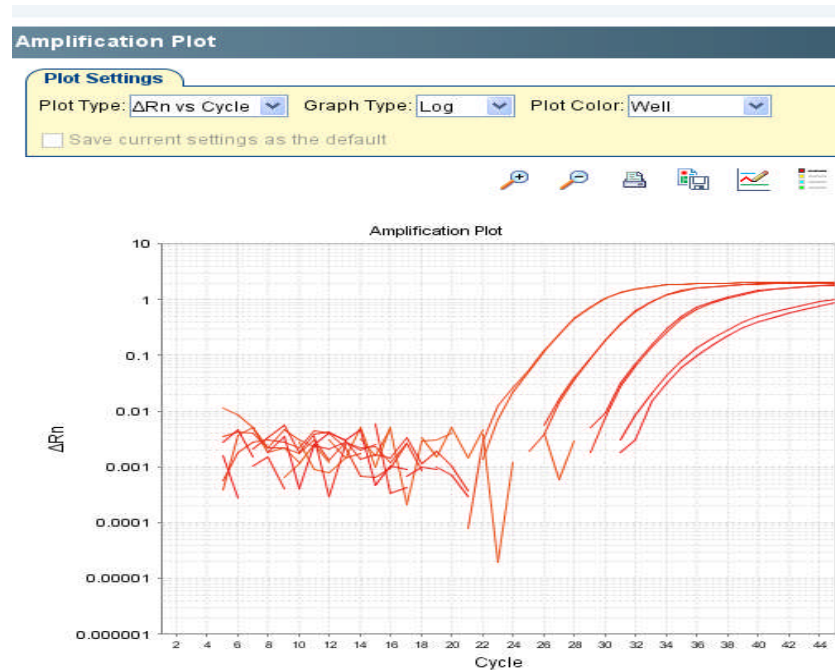 Amplification Plot
Plot Settings
Plot Type: ΔRn vs Cycle Graph Type: Log Plot Color: Well
Save current settings as the default
Amplification Plot
10
1
0.1
0.01
0.001
0.0001
0.00001
0.000001
ΔRn
2 4 6 8 10 12 14 16 18 20 22 24 26 28 30 32 34 36 38 40 42 44
Cycle